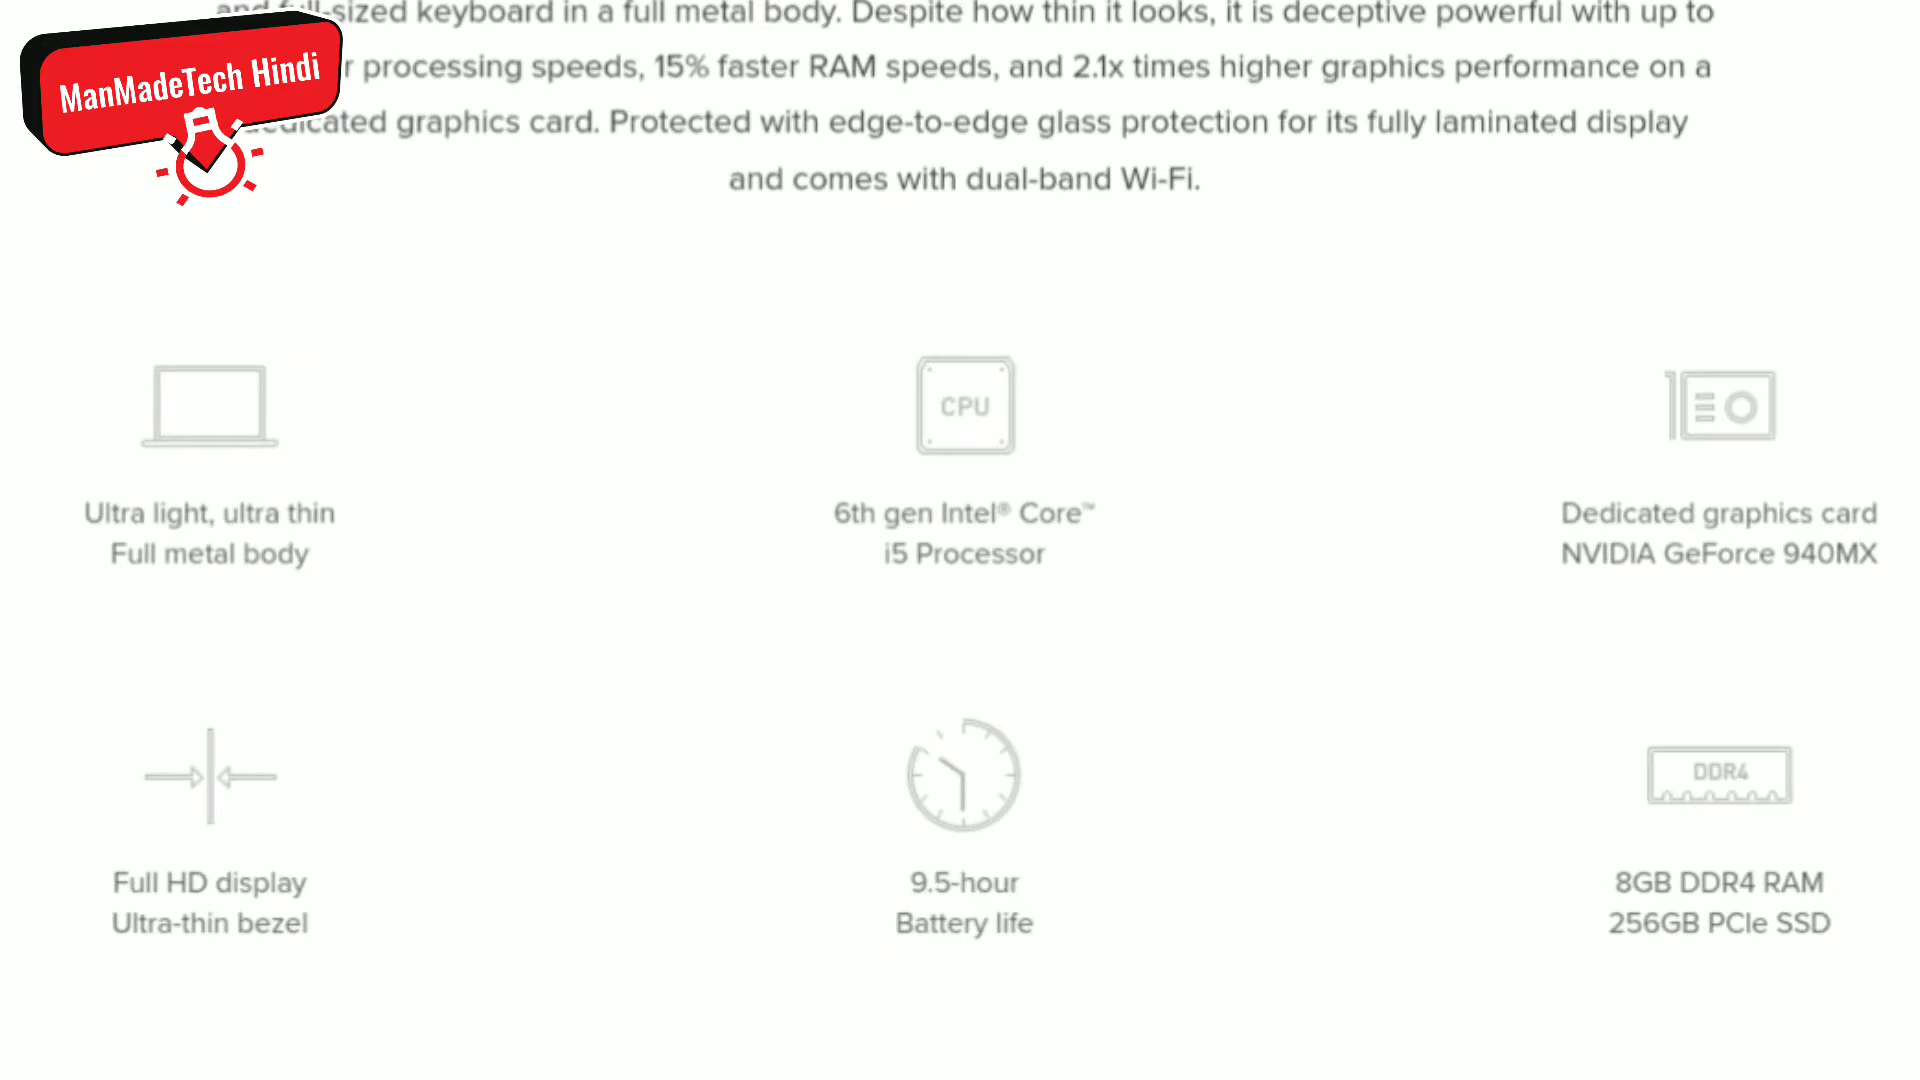 -sized keyboard in a full metal body. Despite how thin it looks, it is deceptive powerful with up to
ManMadeTech Hindi
processing speeds, 15% faster RAM speeds, and 2.1x times higher graphics performance on a
graphics card. Protected with edge-to-edge glass protection for its fully laminated display
and comes with dual-band Wi-Fi.
CPU
Ultra light, ultra thin
Full metal body
6th gen Intel® Core™
i5 Processor
Dedicated graphics card
NVIDIA GeForce 940MX
DDR4
Full HD display
Ultra-thin bezel
9.5-hour
Battery life
8GB DDR4 RAM
256GB PCIe SSD